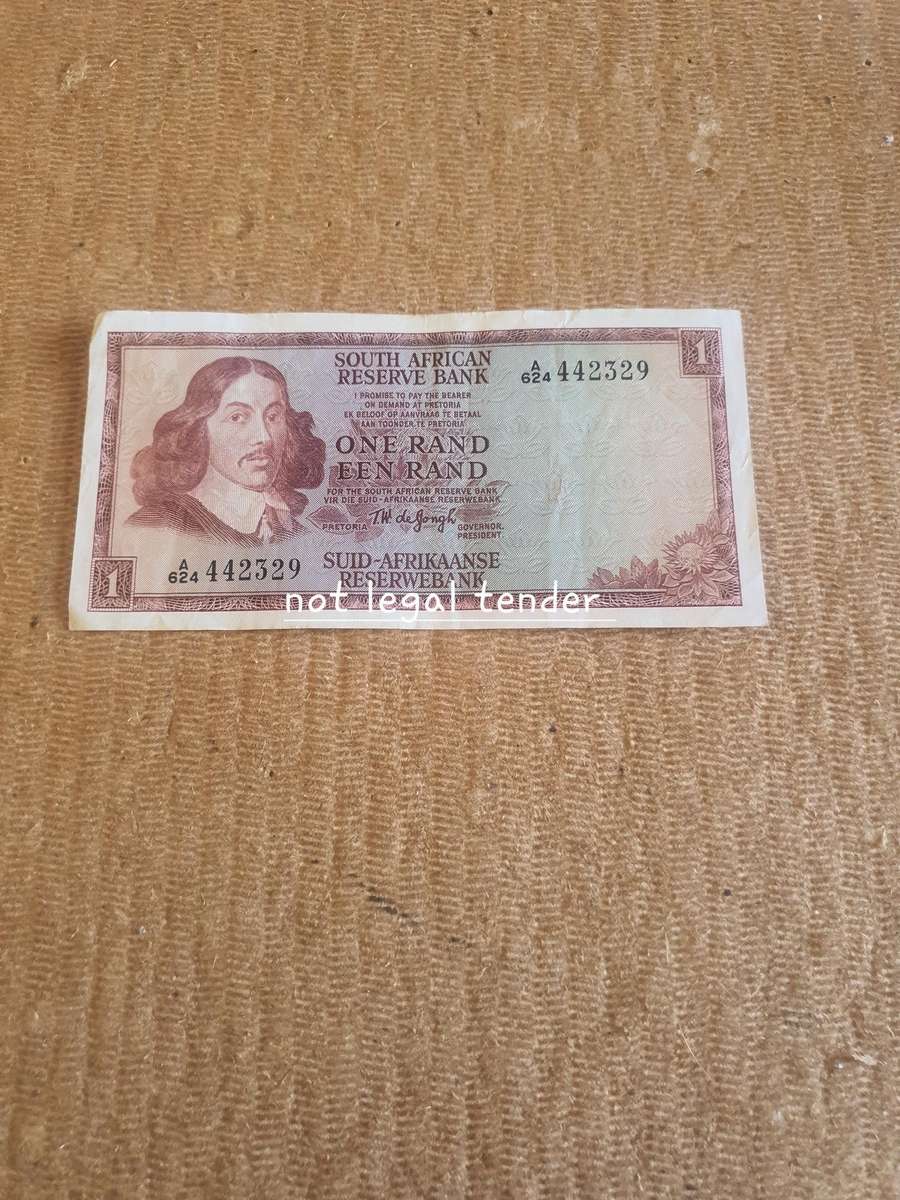 1
SOUTH AFRICAN
RESERVE BANK
A/624 442329
I PROMISE TO PAY THE BEARER
ON DEMAND AT PRETORIA
EK BELOOF OP AANVRAAG TE BETAAL
AAN TOONDER TE PRETORIA
ONE RAND
EEN RAND
FOR THE SOUTH AFRICAN RESERVE BANK
VIR DIE SUID-AFRIKAANSE RESERWEBANK
PRETORIA T.W. de Jongh GOVERNOR.
PRESIDENT.
A/624 442329
SUID-AFRIKAANSE
RESERWEBANK
1
not legal tender